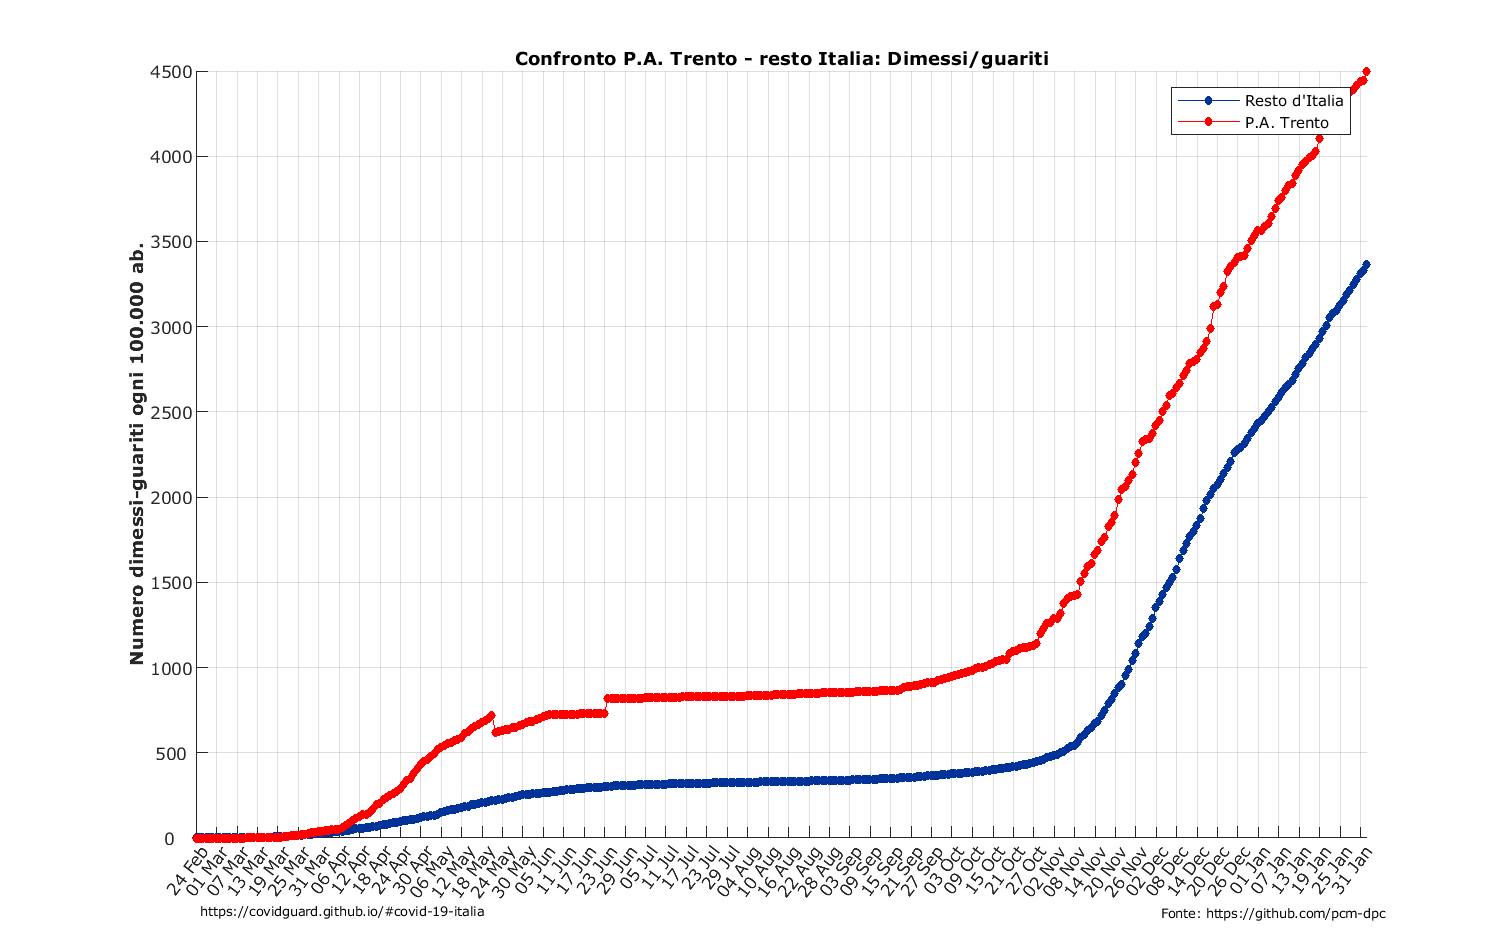 Confronto P.A. Trento - resto Italia: Dimessi/guariti
Numero dimessi-guariti ogni 100.000 ab.
4500
4000
3500
3000
2500
2000
1500
1000
500
0
Resto d'Italia
P.A. Trento
24 Feb
01 Mar
07 Mar
13 Mar
19 Mar
25 Mar
31 Mar
06 Apr
12 Apr
18 Apr
24 Apr
30 Apr
06 May
12 May
18 May
24 May
30 May
05 Jun
11 Jun
17 Jun
23 Jun
29 Jun
05 Jul
11 Jul
17 Jul
23 Jul
29 Jul
04 Aug
10 Aug
16 Aug
22 Aug
28 Aug
03 Sep
09 Sep
15 Sep
21 Sep
27 Sep
03 Oct
09 Oct
15 Oct
21 Oct
27 Oct
02 Nov
08 Nov
14 Nov
20 Nov
26 Nov
02 Dec
08 Dec
14 Dec
20 Dec
26 Dec
01 Jan
07 Jan
13 Jan
19 Jan
25 Jan
31 Jan
https://covidguard.github.io/#covid-19-italia
Fonte: https://github.com/pcm-dpc